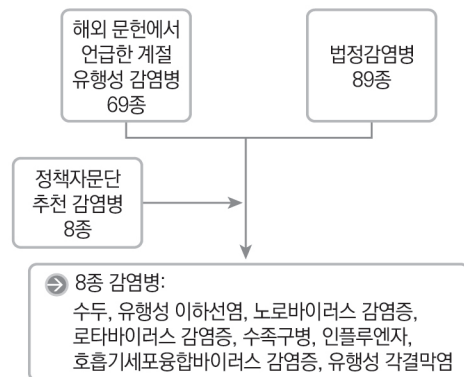 해외 문헌에서
언급한 계절
유행성 감염병
69종
법정감염병
89종
정책자문단
추천 감염병
8종
8종 감염병:
수두, 유행성 이하선염, 노로바이러스 감염증,
로타바이러스 감염증, 수족구병, 인플루엔자,
호흡기세포융합바이러스 감염증, 유행성 각결막염